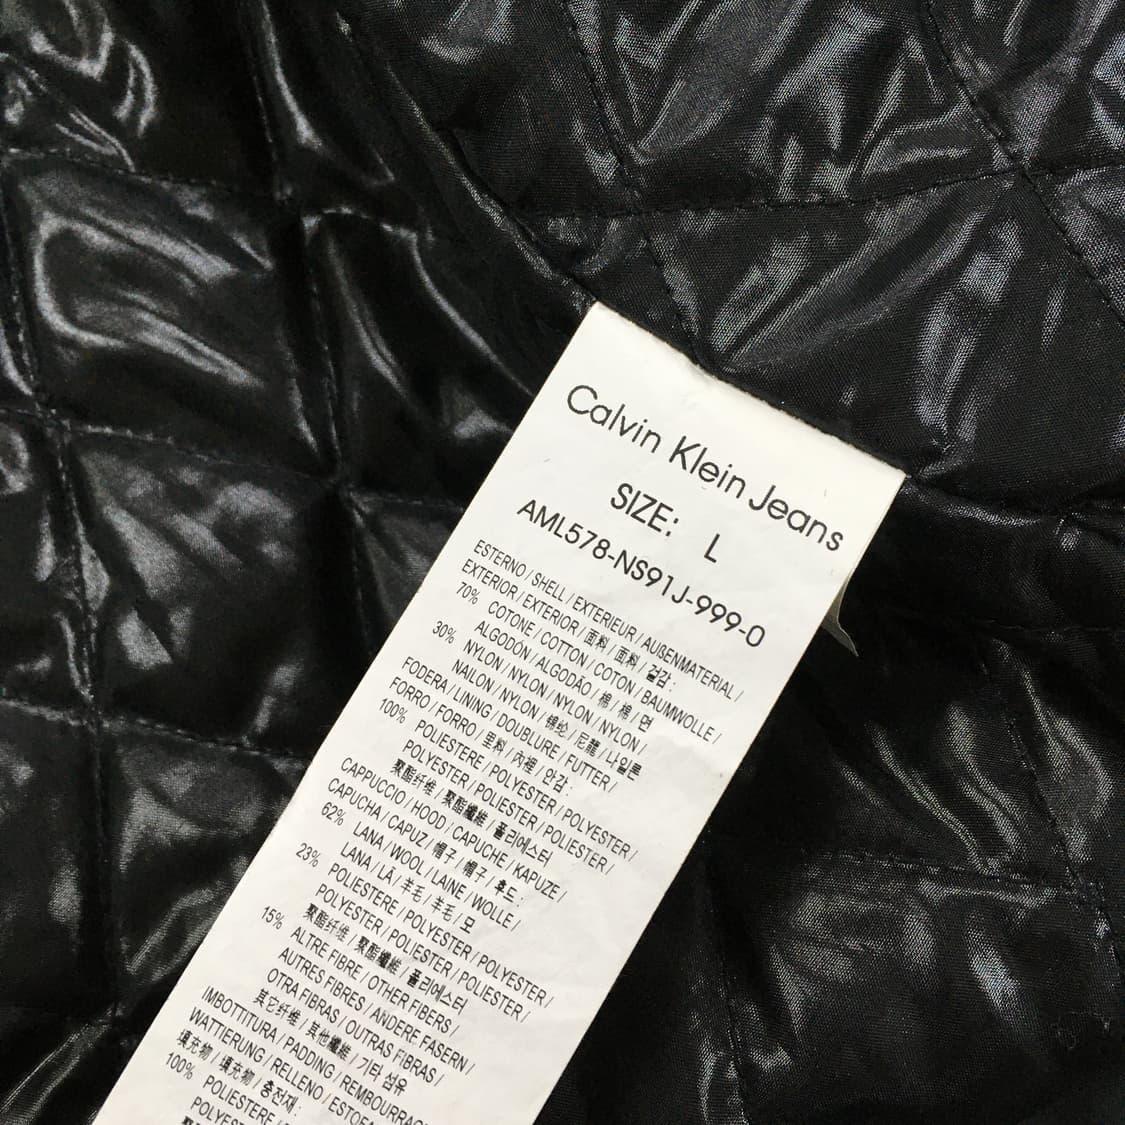 Calvin Klein Jeans
SIZE: L
AML578-NS91J-999-0
ESTERNO / SHELL / EXTERIEUR / AUßENMATERIAL /
EXTERIOR / EXTERIOR / 面料 / 面料 / 겉감 :
70% COTONE / COTTON / COTON / BAUMWOLLE /
ALGODÓN / ALGODÃO / 棉 / 棉 / 면
30% NYLON / NYLON / NYLON / NYLON /
NAILON / NYLON / 锦纶 / 尼龍 / 나일론
FODERA / LINING / DOUBLURE / FUTTER /
FORRO / FORRO / 里料 / 內裡 / 안감 :
100% POLIESTERE / POLYESTER / POLYESTER /
POLYESTER / POLIESTER / POLIESTER /
聚酯纤维 / 聚酯纖維 / 폴리에스터
CAPPUCCIO / HOOD / CAPUCHE / KAPUZE /
CAPUCHA / CAPUZ / 帽子 / 帽子 / 후드 :
62% LANA / WOOL / LAINE / WOLLE /
LANA / LÃ / 羊毛 / 羊毛 / 모
23% POLIESTERE / POLYESTER / POLYESTER /
POLYESTER / POLIESTER / POLIESTER /
聚酯纤维 / 聚酯纖維 / 폴리에스터
15% ALTRE FIBRE / OTHER FIBERS /
AUTRES FIBRES / ANDERE FASERN /
OTRA FIBRAS / OUTRAS FIBRAS /
其它纤维 / 其他纖維 / 기타 섬유
IMBOTTITURA / PADDING / REMBOURRAG
WATTIERUNG / RELLENO / ESTOFA
填充物 / 填充物 / 충전재 :
100% POLIESTERE /
POLYE